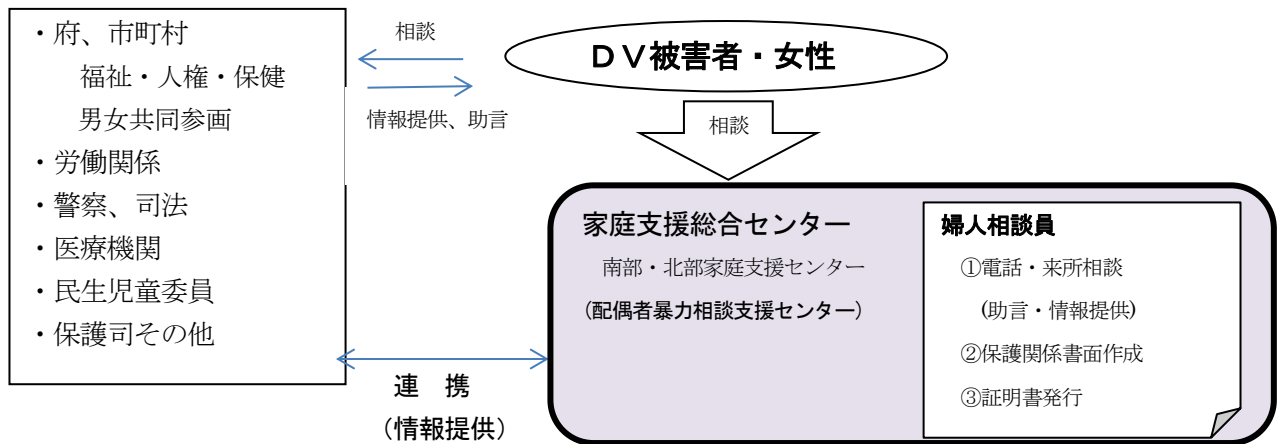 ・府、市町村
福祉・人権・保健
男女共同参画
・労働関係
・警察、司法
・医療機関
・民生児童委員
・保護司その他
相談
情報提供、助言
ＤＶ被害者・女性
相談
家庭支援総合センター
南部・北部家庭支援センター
（配偶者暴力相談支援センター）
婦人相談員
①電話・来所相談
(助言・情報提供)
②保護関係書面作成
③証明書発行
連　携
（情報提供）